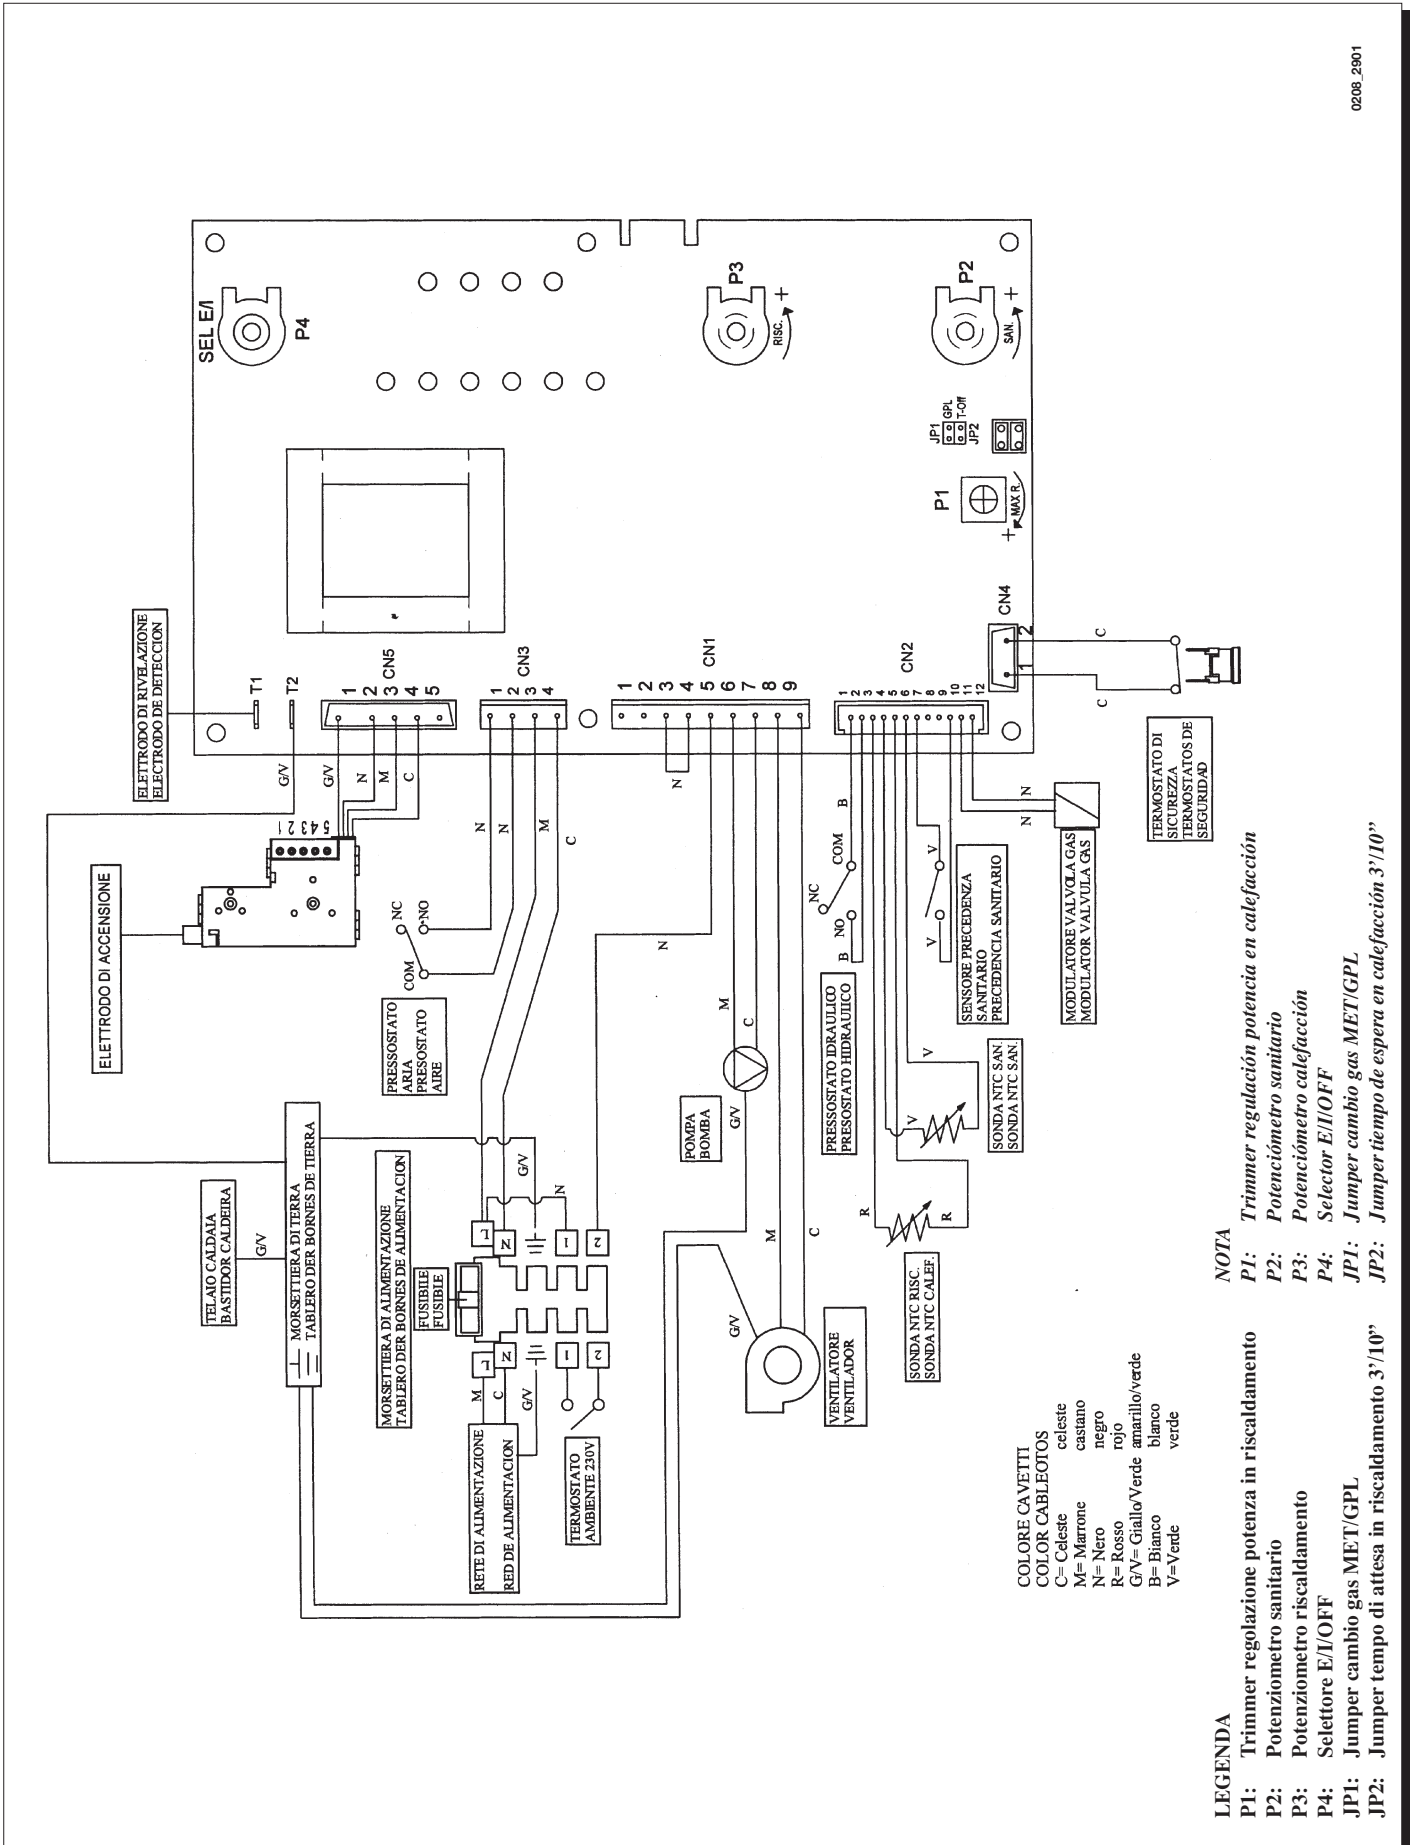 0208_2901
SEL E/I
P4
P3
RISC.
+
P2
SAN.
+
JP1
GPL
T-Off
JP2
P1
MAX R.
+
ELETTRODO DI RIVELAZIONE
ELECTRODO DE DETECCION
T1
T2
CN5
1
2
3
4
5
CN3
1
2
3
4
CN1
1
2
3
4
5
6
7
8
9
CN2
1
2
3
4
5
6
7
8
9
10
11
12
CN4
1
2
C
C
TERMOSTATO DI
SICUREZZA
TERMOSTATOS DE
SEGURIDAD
G/V
G/V
N
M
C
5 4 3 2 1
ELETTRODO DI ACCENSIONE
NC
NO
COM
N
N
M
C
PRESSOSTATO
ARIA
PRESOSTATO
AIRE
N
N
B
COM
NC
NO
B
PRESSOSTATO IDRAULICO
PRESOSTATO HIDRAULICO
V
V
SENSORE PRECEDENZA
SANITARIO
PRECEDENCIA SANITARIO
N
N
MODULATORE VALVOLA GAS
MODULATOR VALVULA GAS
M
C
G/V
POMPA
BOMBA
V
V
SONDA NTC SAN.
SONDA NTC SAN.
R
R
SONDA NTC RISC.
SONDA NTC CALEF.
M
C
G/V
VENTILATORE
VENTILADOR
TELAIO CALDAIA
BASTIDOR CALDEIRA
G/V
MORSETTIERA DI TERRA
TABLERO DER BORNES DE TIERRA
MORSETTIERA DI ALIMENTAZIONE
TABLERO DER BORNES DE ALIMENTACION
FUSIBILE
FUSIBLE
G/V
N
L
N
1
2
L
N
1
2
M
C
G/V
RETE DI ALIMENTAZIONE
RED DE ALIMENTACION
TERMOSTATO
AMBIENTE 230V
COLORE CAVETTI
COLOR CABLEOTOS
C= Celeste celeste
M= Marrone castano
N= Nero negro
R= Rosso rojo
G/V= Giallo/Verde amarillo/verde
B= Bianco blanco
V=Verde verde
LEGENDA
P1: Trimmer regolazione potenza in riscaldamento
P2: Potenziometro sanitario
P3: Potenziometro riscaldamento
P4: Selettore E/I/OFF
JP1: Jumper cambio gas MET/GPL
JP2: Jumper tempo di attesa in riscaldamento 3’/10”
NOTA
P1: Trimmer regulación potencia en calefacción
P2: Potenciómetro sanitario
P3: Potenciómetro calefacción
P4: Selector E/I/OFF
JP1: Jumper cambio gas MET/GPL
JP2: Jumper tiempo de espera en calefacción 3’/10”